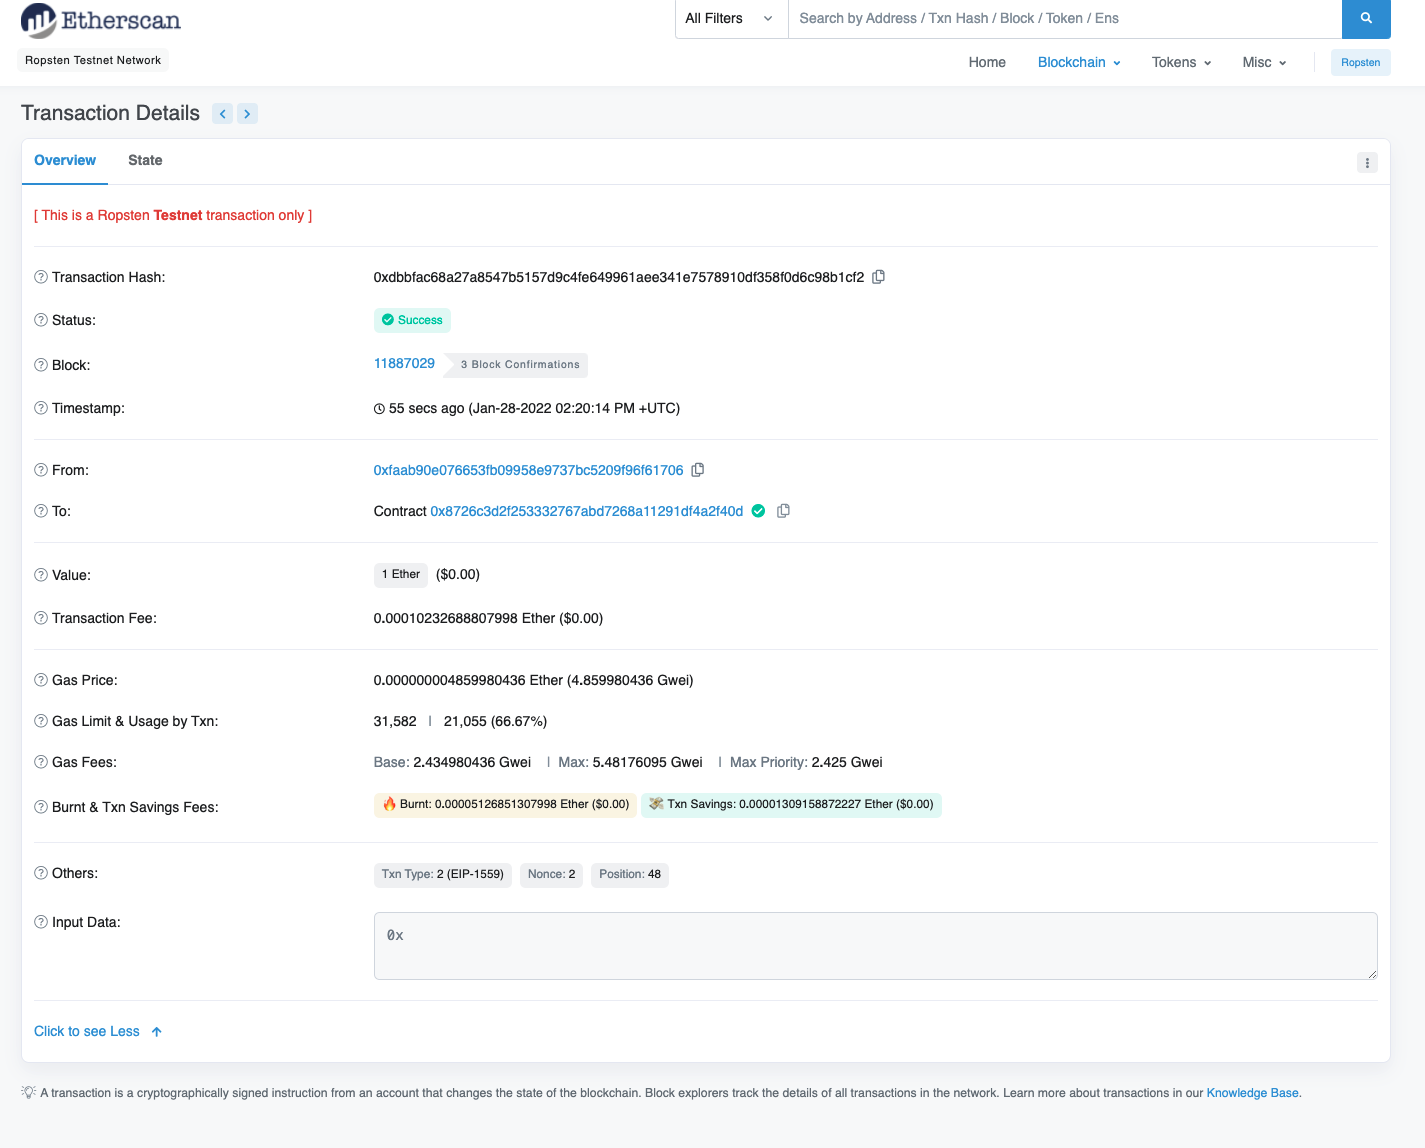 Etherscan
All Filters Search by Address / Txn Hash / Block / Token / Ens
Ropsten Testnet Network
Home Blockchain Tokens Misc Ropsten
Transaction Details
Overview State
[ This is a Ropsten Testnet transaction only ]
Transaction Hash: 0xdbbfac68a27a8547b5157d9c4fe649961aee341e7578910df358f0d6c98b1cf2
Status: Success
Block: 11887029 3 Block Confirmations
Timestamp: 55 secs ago (Jan-28-2022 02:20:14 PM +UTC)
From: 0xfaab90e076653fb09958e9737bc5209f96f61706
To: Contract 0x8726c3d2f253332767abd7268a11291df4a2f40d
Value: 1 Ether ($0.00)
Transaction Fee: 0.00010232688807998 Ether ($0.00)
Gas Price: 0.000000004859980436 Ether (4.859980436 Gwei)
Gas Limit & Usage by Txn: 31,582 | 21,055 (66.67%)
Gas Fees: Base: 2.434980436 Gwei | Max: 5.48176095 Gwei | Max Priority: 2.425 Gwei
Burnt & Txn Savings Fees: 🔥 Burnt: 0.00005126851307998 Ether ($0.00) 💸 Txn Savings: 0.00001309158872227 Ether ($0.00)
Others: Txn Type: 2 (EIP-1559) Nonce: 2 Position: 48
Input Data: 0x
Click to see Less ↑
A transaction is a cryptographically signed instruction from an account that changes the state of the blockchain. Block explorers track the details of all transactions in the network. Learn more about transactions in our Knowledge Base.